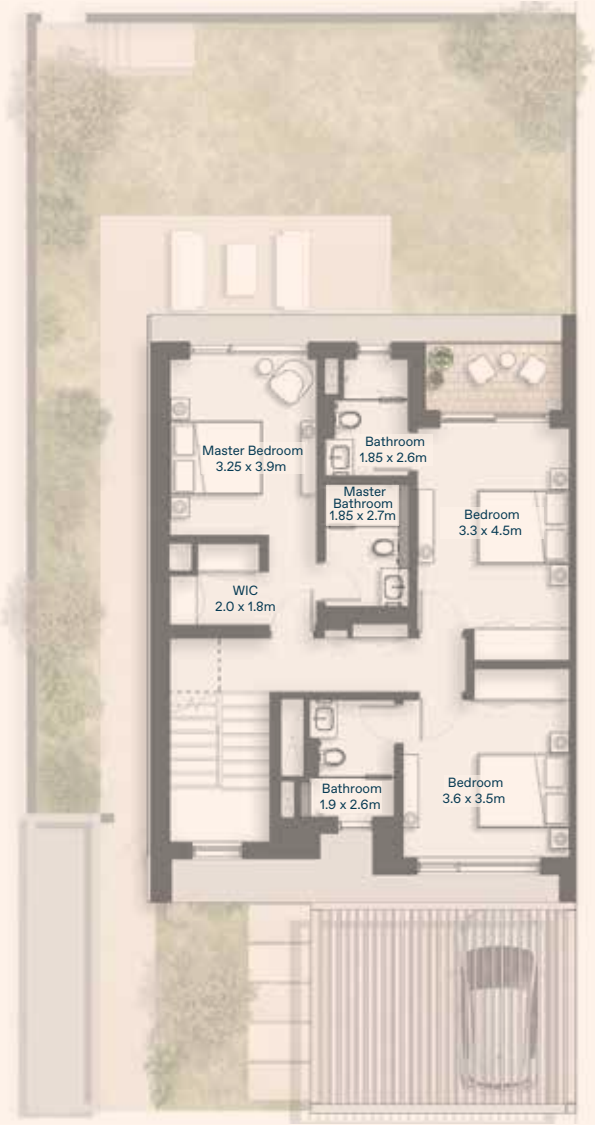 Master Bedroom
3.25 x 3.9m
Bathroom
1.85 x 2.6m
Master
Bathroom
1.85 x 2.7m
Bedroom
3.3 x 4.5m
WIC
2.0 x 1.8m
Bathroom
1.9 x 2.6m
Bedroom
3.6 x 3.5m